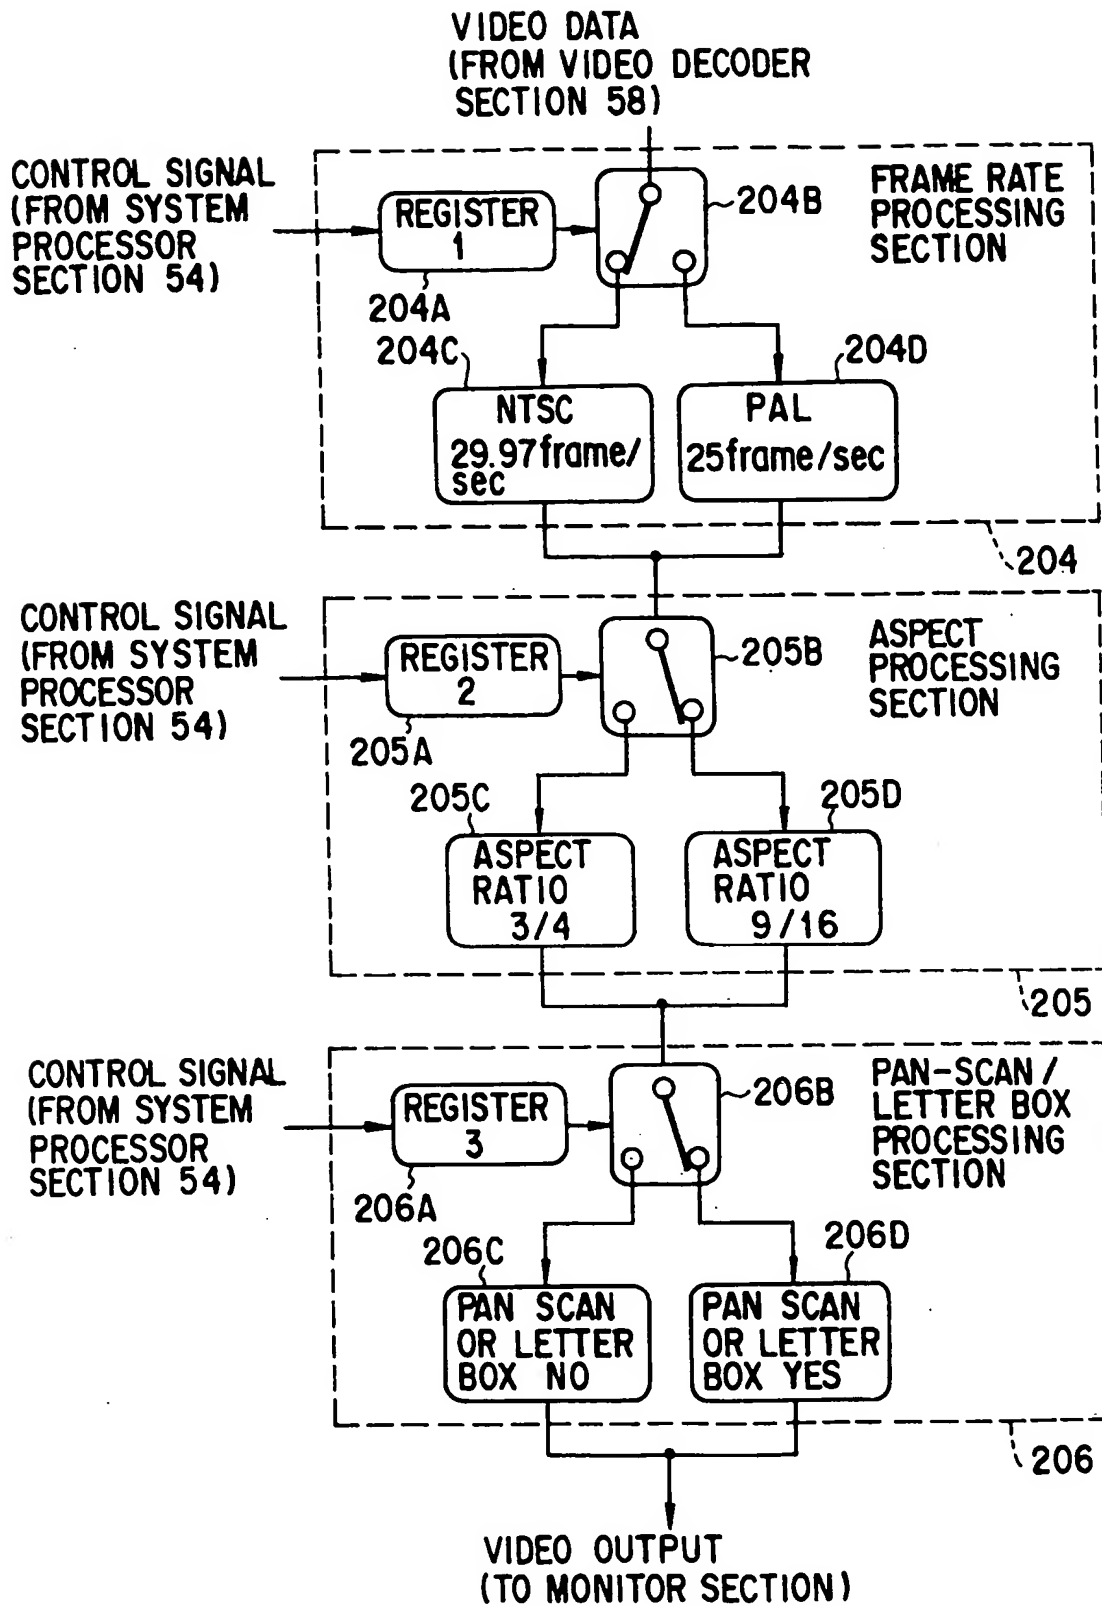 VIDEO DATA
(FROM VIDEO DECODER
SECTION 58)
CONTROL SIGNAL
(FROM SYSTEM
PROCESSOR
SECTION 54)
REGISTER
1
204A
204B
FRAME RATE
PROCESSING
SECTION
204C
NTSC
29.97frame/
sec
204D
PAL
25frame/sec
204
CONTROL SIGNAL
(FROM SYSTEM
PROCESSOR
SECTION 54)
REGISTER
2
205A
205B
ASPECT
PROCESSING
SECTION
205C
ASPECT
RATIO
3/4
205D
ASPECT
RATIO
9/16
205
CONTROL SIGNAL
(FROM SYSTEM
PROCESSOR
SECTION 54)
REGISTER
3
206A
206B
PAN-SCAN/
LETTER BOX
PROCESSING
SECTION
206C
PAN SCAN
OR LETTER
BOX NO
206D
PAN SCAN
OR LETTER
BOX YES
206
VIDEO OUTPUT
(TO MONITOR SECTION)